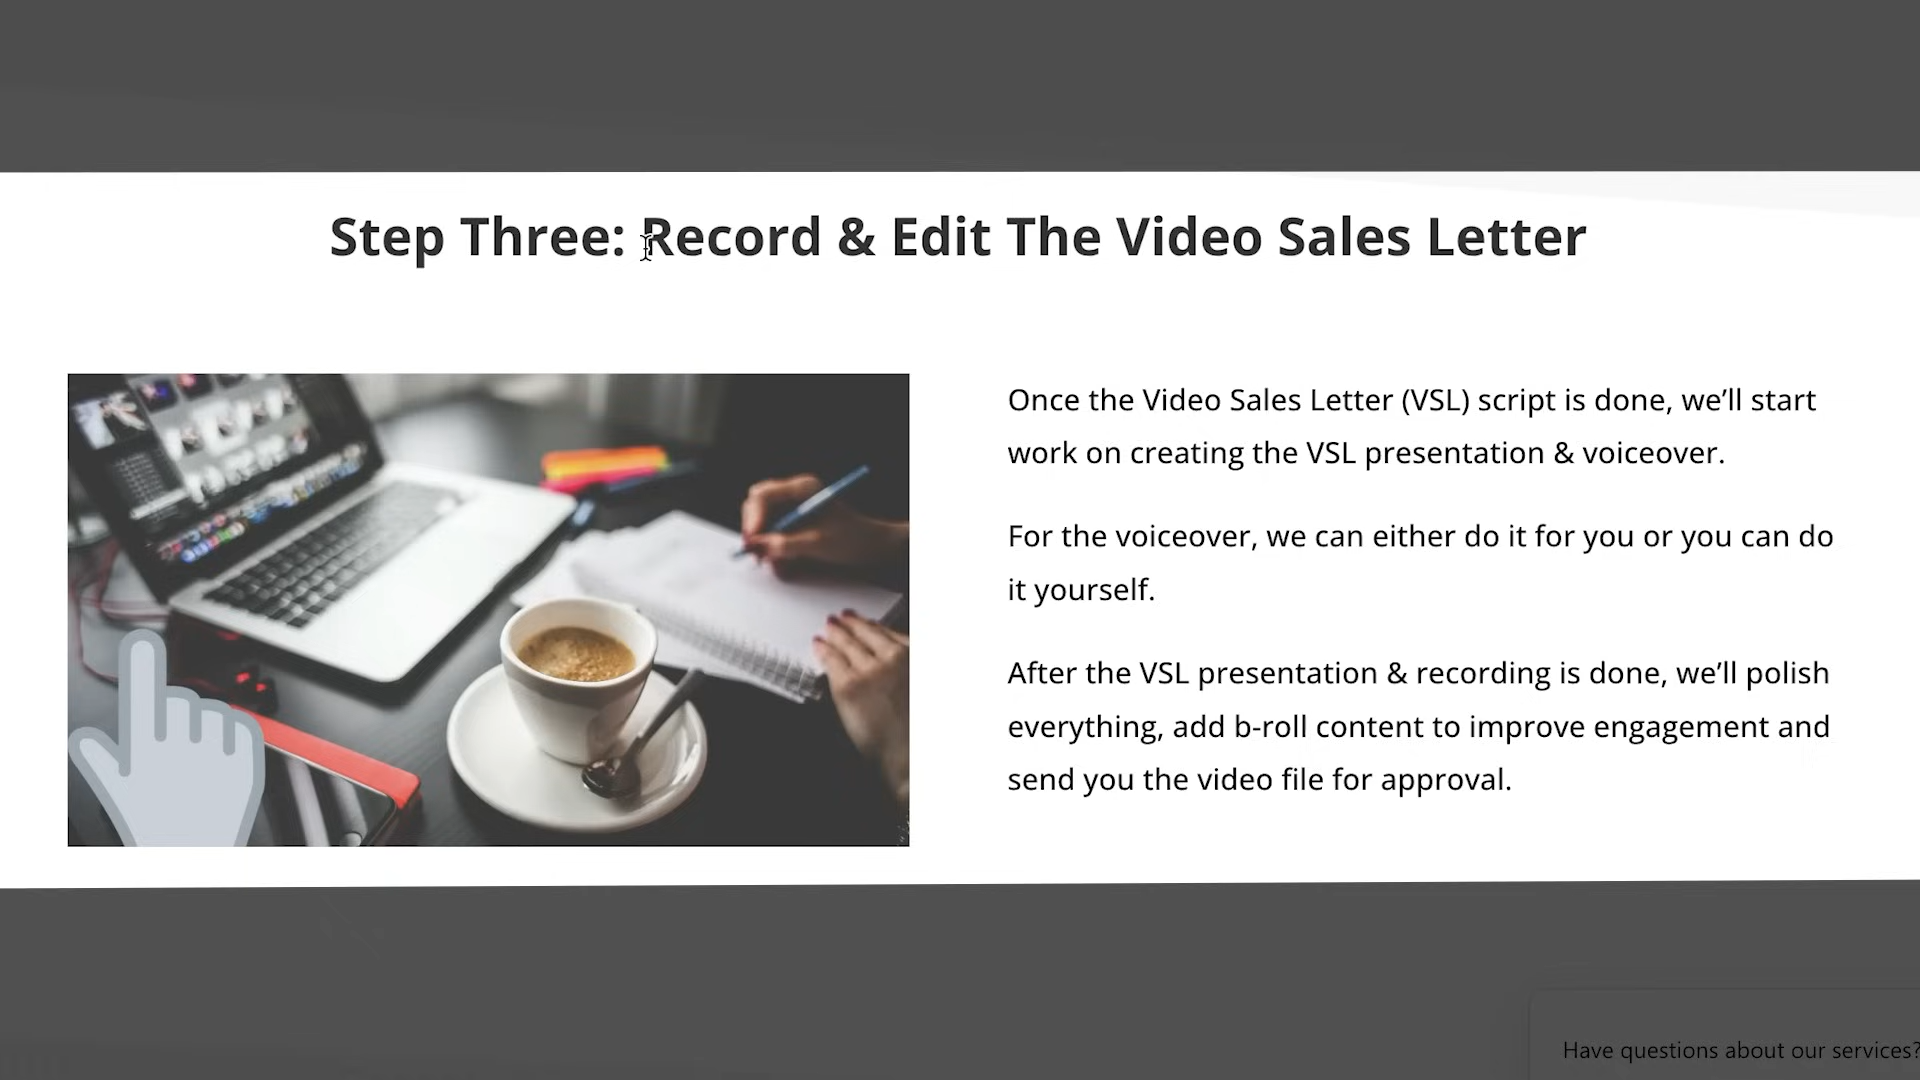 Step Three: Record & Edit The Video Sales Letter
Once the Video Sales Letter (VSL) script is done, we’ll start
work on creating the VSL presentation & voiceover.
For the voiceover, we can either do it for you or you can do
it yourself.
After the VSL presentation & recording is done, we’ll polish
everything, add b-roll content to improve engagement and
send you the video file for approval.
Have questions about our services?